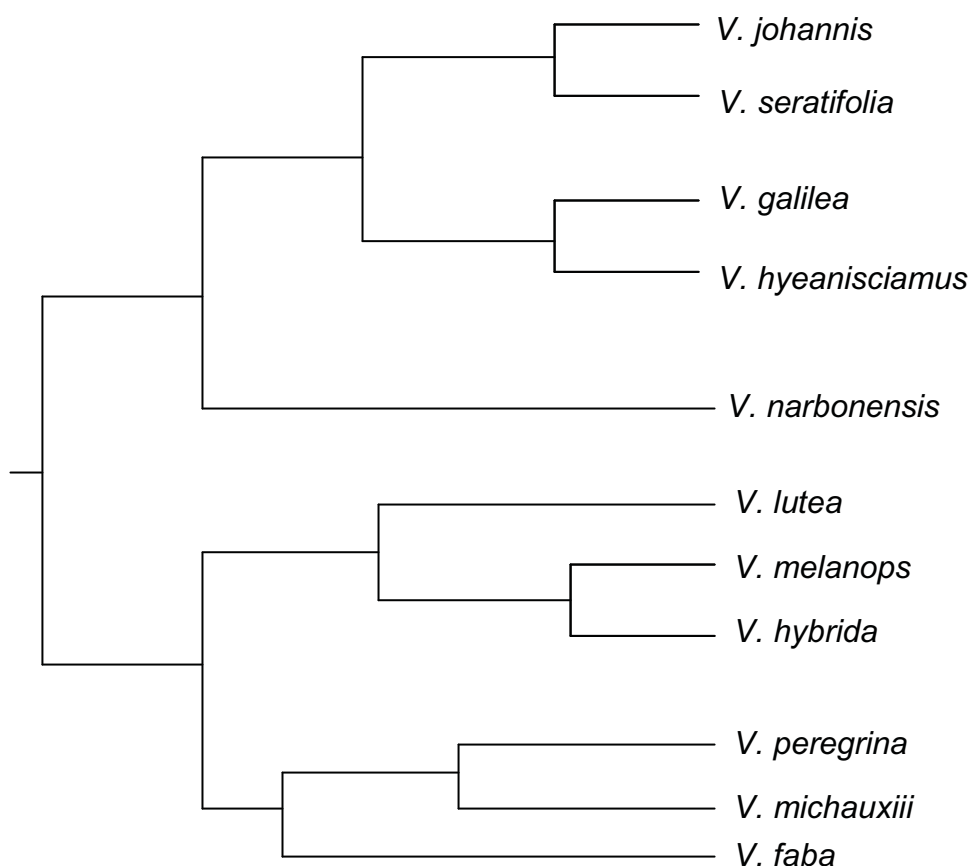 V. johannis
V. seratifolia
V. galilea
V. hyeanisciamus
V. narbonensis
V. lutea
V. melanops
V. hybrida
V. peregrina
V. michauxiii
V. faba